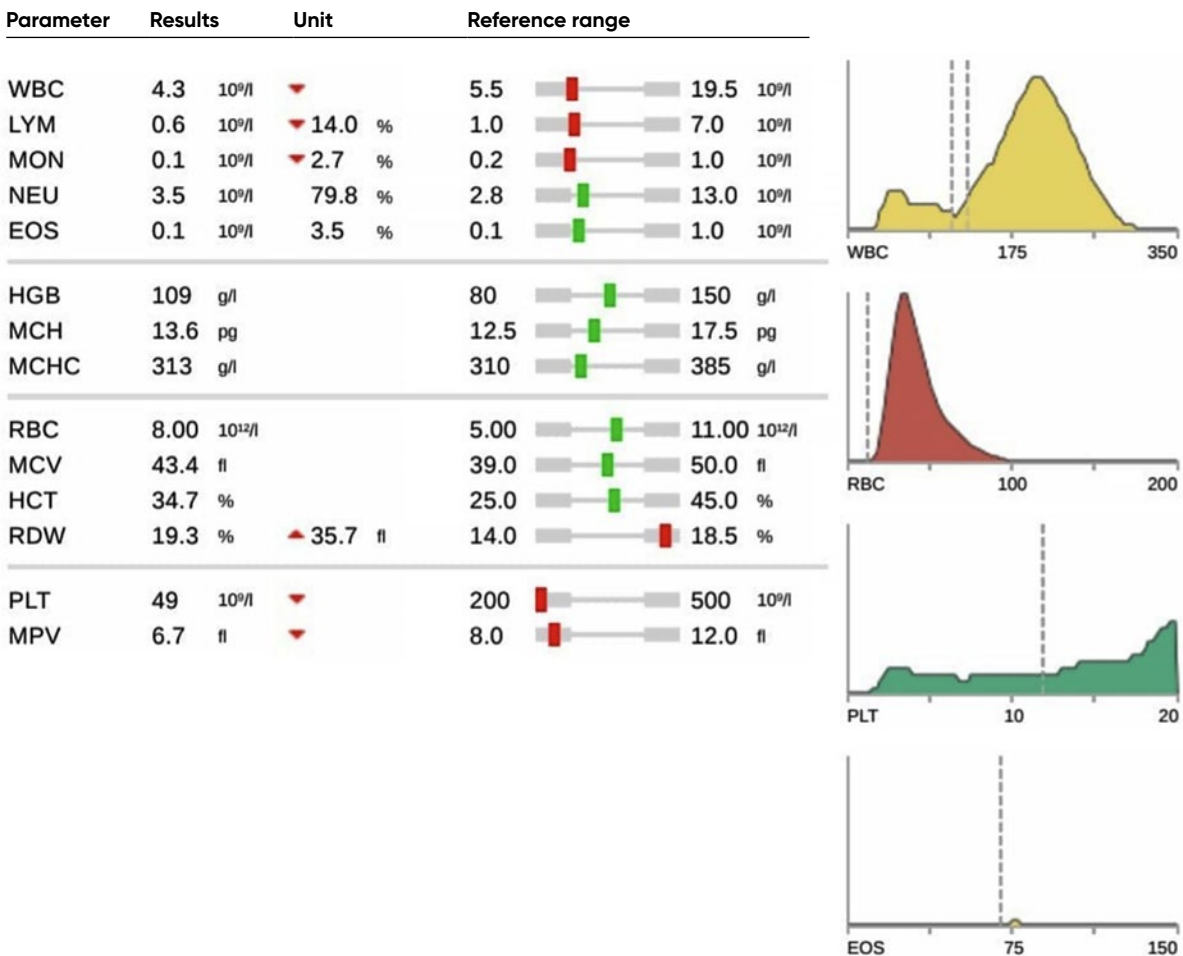 Parameter Results Unit Reference range
WBC 4.3 10⁹/l 5.5 19.5 10⁹/l
LYM 0.6 10⁹/l 14.0 % 1.0 7.0 10⁹/l
MON 0.1 10⁹/l 2.7 % 0.2 1.0 10⁹/l
NEU 3.5 10⁹/l 79.8 % 2.8 13.0 10⁹/l
EOS 0.1 10⁹/l 3.5 % 0.1 1.0 10⁹/l
HGB 109 g/l 80 150 g/l
MCH 13.6 pg 12.5 17.5 pg
MCHC 313 g/l 310 385 g/l
RBC 8.00 10¹²/l 5.00 11.00 10¹²/l
MCV 43.4 fl 39.0 50.0 fl
HCT 34.7 % 25.0 45.0 %
RDW 19.3 % 35.7 fl 14.0 18.5 %
PLT 49 10⁹/l 200 500 10⁹/l
MPV 6.7 fl 8.0 12.0 fl
WBC 175 350
RBC 100 200
PLT 10 20
EOS 75 150